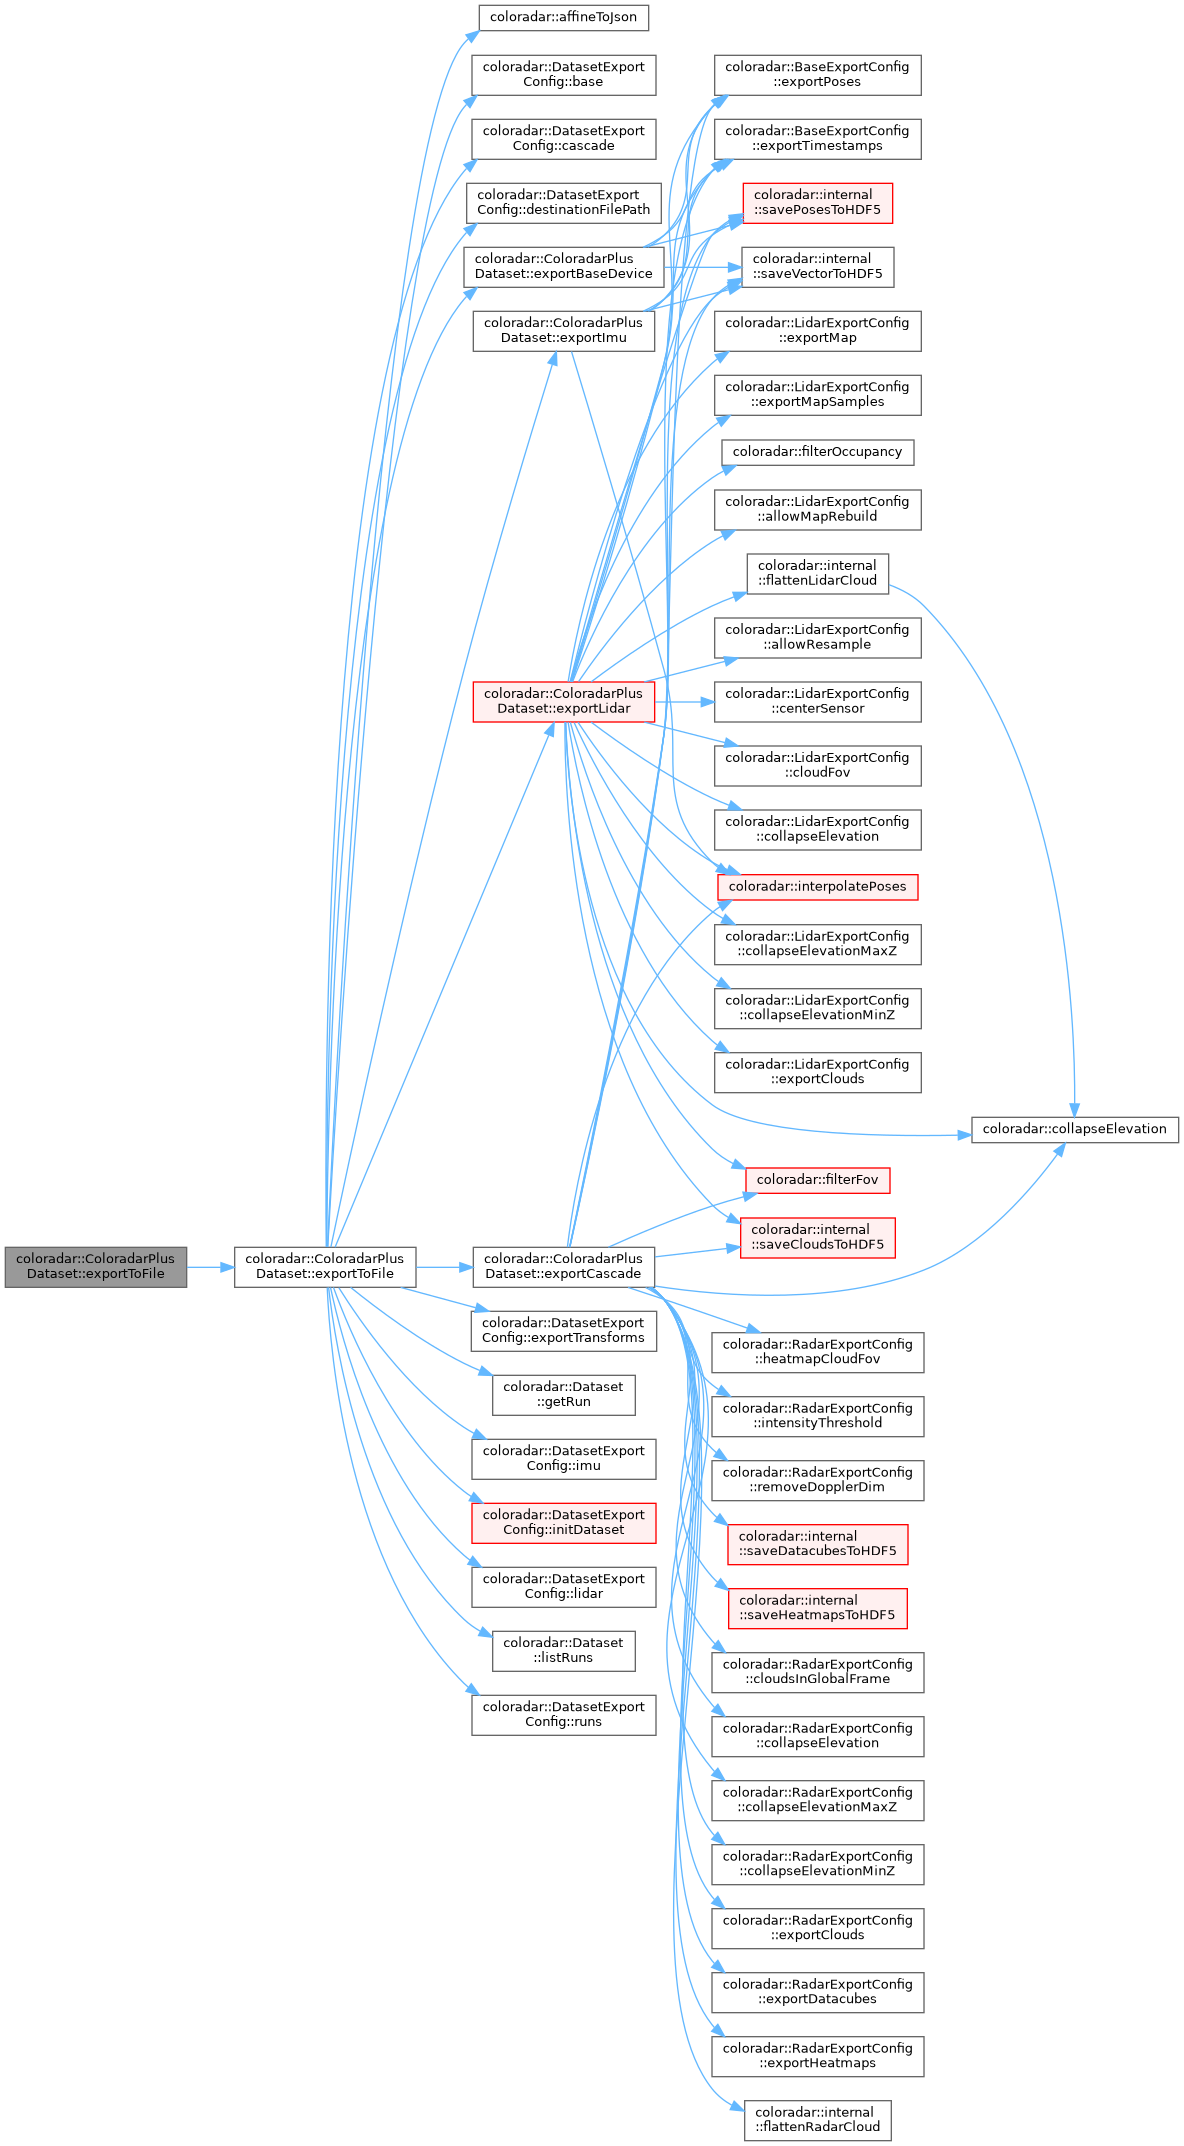 coloradar::affineToJson
coloradar::DatasetExport
Config::base
coloradar::DatasetExport
Config::cascade
coloradar::DatasetExport
Config::destinationFilePath
coloradar::ColoradarPlus
Dataset::exportBaseDevice
coloradar::ColoradarPlus
Dataset::exportImu
coloradar::ColoradarPlus
Dataset::exportLidar
coloradar::ColoradarPlus
Dataset::exportToFile
coloradar::ColoradarPlus
Dataset::exportToFile
coloradar::ColoradarPlus
Dataset::exportCascade
coloradar::DatasetExport
Config::exportTransforms
coloradar::Dataset
::getRun
coloradar::DatasetExport
Config::imu
coloradar::DatasetExport
Config::initDataset
coloradar::DatasetExport
Config::lidar
coloradar::Dataset
::listRuns
coloradar::DatasetExport
Config::runs
coloradar::BaseExportConfig
::exportPoses
coloradar::BaseExportConfig
::exportTimestamps
coloradar::internal
::savePosesToHDF5
coloradar::internal
::saveVectorToHDF5
coloradar::LidarExportConfig
::exportMap
coloradar::LidarExportConfig
::exportMapSamples
coloradar::filterOccupancy
coloradar::LidarExportConfig
::allowMapRebuild
coloradar::internal
::flattenLidarCloud
coloradar::LidarExportConfig
::allowResample
coloradar::LidarExportConfig
::centerSensor
coloradar::LidarExportConfig
::cloudFov
coloradar::LidarExportConfig
::collapseElevation
coloradar::interpolatePoses
coloradar::LidarExportConfig
::collapseElevationMaxZ
coloradar::LidarExportConfig
::collapseElevationMinZ
coloradar::LidarExportConfig
::exportClouds
coloradar::collapseElevation
coloradar::filterFov
coloradar::internal
::saveCloudsToHDF5
coloradar::RadarExportConfig
::heatmapCloudFov
coloradar::RadarExportConfig
::intensityThreshold
coloradar::RadarExportConfig
::removeDopplerDim
coloradar::internal
::saveDatacubesToHDF5
coloradar::internal
::saveHeatmapsToHDF5
coloradar::RadarExportConfig
::cloudsInGlobalFrame
coloradar::RadarExportConfig
::collapseElevation
coloradar::RadarExportConfig
::collapseElevationMaxZ
coloradar::RadarExportConfig
::collapseElevationMinZ
coloradar::RadarExportConfig
::exportClouds
coloradar::RadarExportConfig
::exportDatacubes
coloradar::RadarExportConfig
::exportHeatmaps
coloradar::internal
::flattenRadarCloud